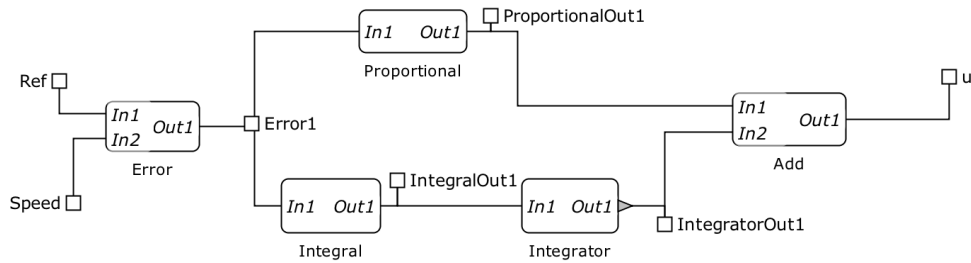 ProportionalOut1
In1 Out1
Proportional
Ref
u
In1
In2
Out1
Error
Error1
In1
In2
Out1
Add
IntegralOut1
Speed
In1 Out1
Integral
In1 Out1
Integrator
IntegratorOut1